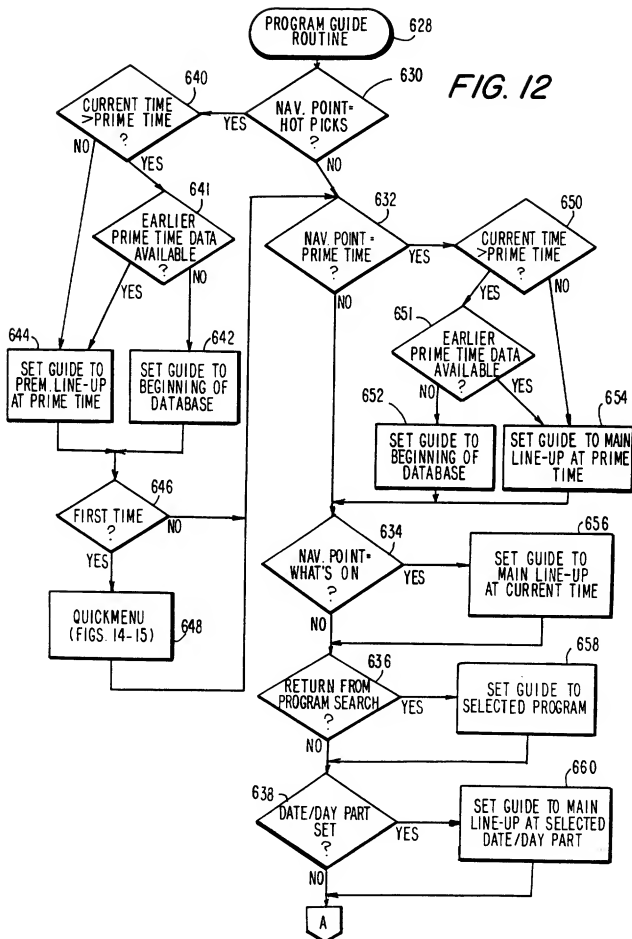 PROGRAM GUIDE
ROUTINE
628
FIG. 12
640
630
CURRENT TIME
>PRIME TIME
?
YES
NO
YES
NAV. POINT=
HOT PICKS
?
NO
641
EARLIER
PRIME TIME DATA
AVAILABLE
?
YES
NO
632
NAV. POINT=
PRIME TIME
?
YES
NO
650
CURRENT TIME
>PRIME TIME
?
YES
NO
651
EARLIER
PRIME TIME DATA
AVAILABLE
?
NO
YES
644
SET GUIDE TO
PREM. LINE-UP
AT PRIME TIME
642
SET GUIDE TO
BEGINNING OF
DATABASE
652
SET GUIDE TO
BEGINNING OF
DATABASE
654
SET GUIDE TO MAIN
LINE-UP AT PRIME
TIME
646
FIRST TIME
?
NO
YES
QUICKMENU
(FIGS. 14-15)
648
634
NAV. POINT=
WHAT'S ON
?
YES
NO
656
SET GUIDE TO
MAIN LINE-UP
AT CURRENT TIME
636
RETURN FROM
PROGRAM SEARCH
?
YES
NO
658
SET GUIDE TO
SELECTED PROGRAM
638
DATE/DAY PART
SET
?
YES
NO
660
SET GUIDE TO MAIN
LINE-UP AT SELECTED
DATE/DAY PART
A